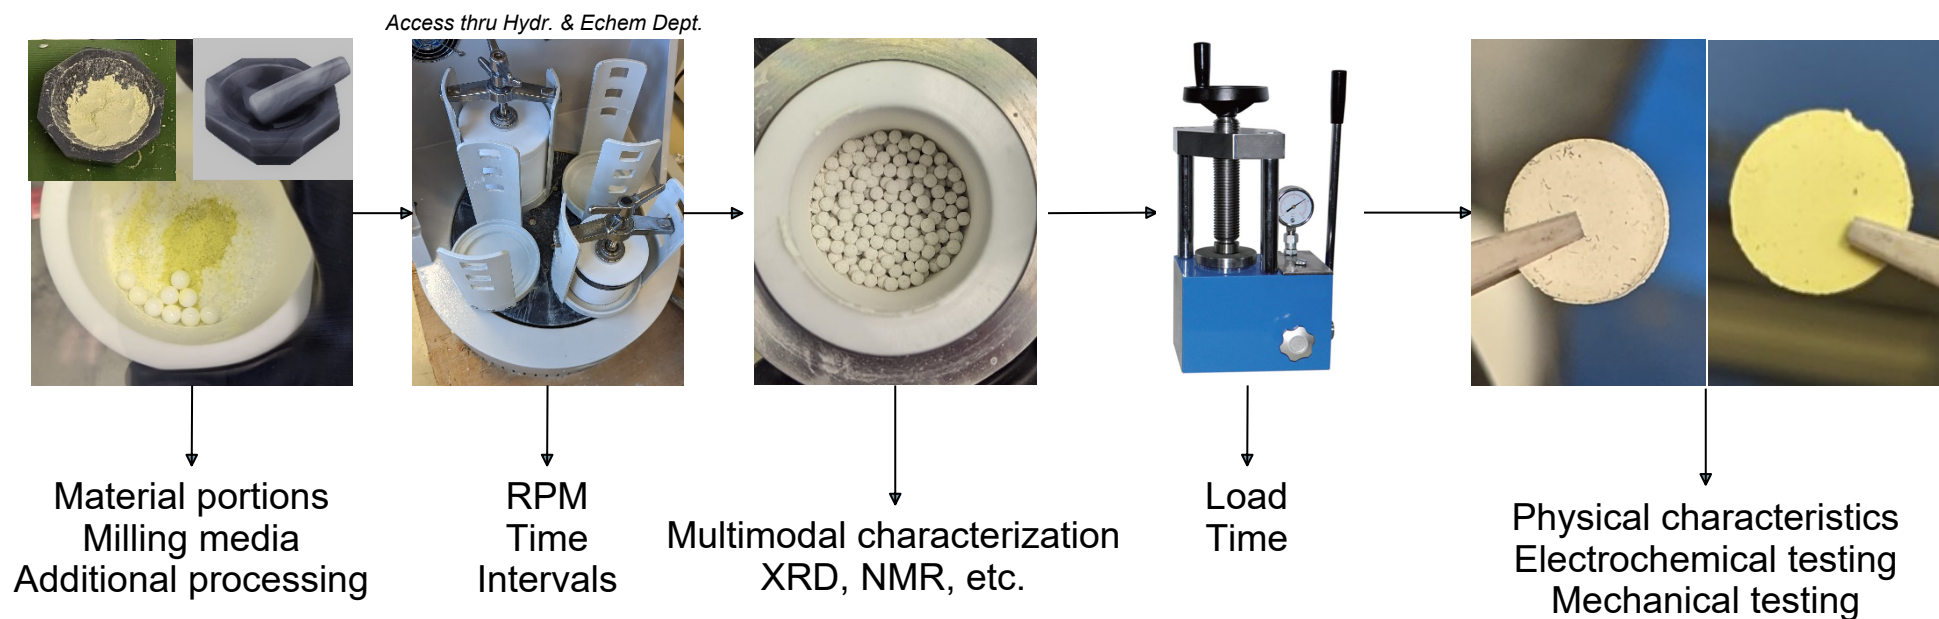 Access thru Hydr. & Echem Dept.
Material portions
Milling media
Additional processing
RPM
Time
Intervals
Multimodal characterization
XRD, NMR, etc.
Load
Time
Physical characteristics
Electrochemical testing
Mechanical testing